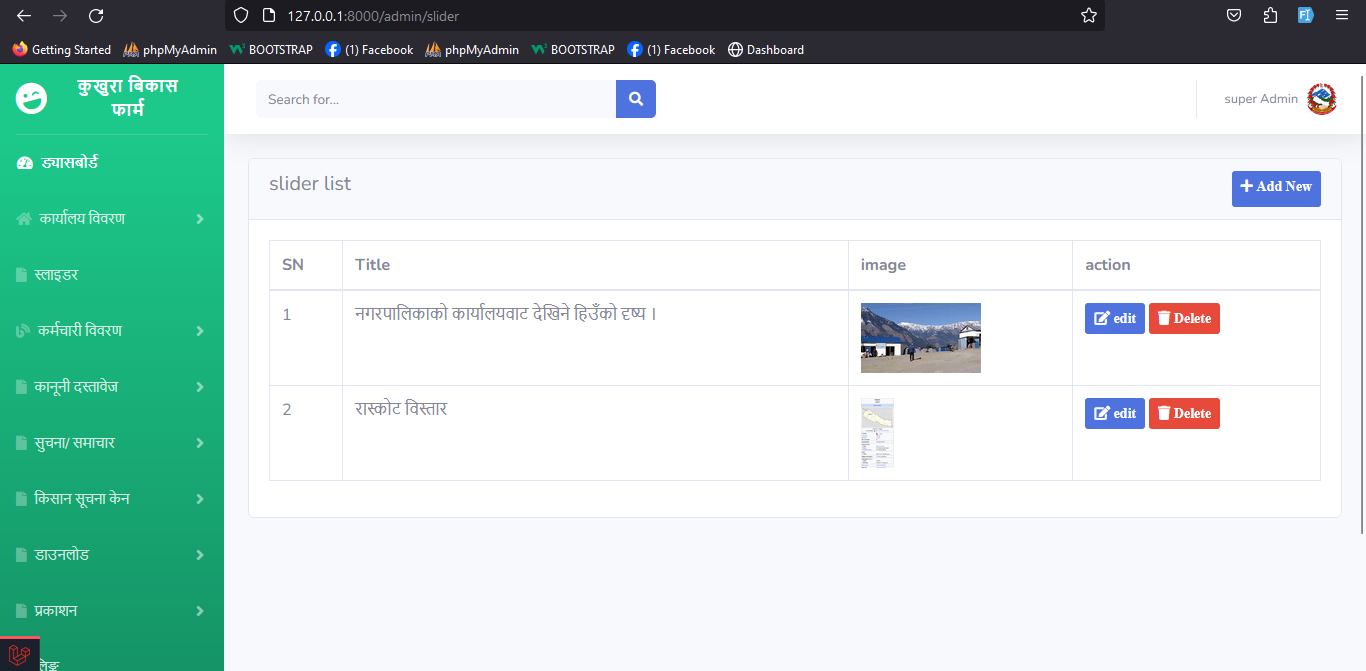 127.0.0.1:8000/admin/slider
Getting Started phpMyAdmin BOOTSTRAP (1) Facebook phpMyAdmin BOOTSTRAP (1) Facebook Dashboard
कुखुरा बिकास
फार्म
Search for...
super Admin
ड्यासबोर्ड
कार्यालय विवरण
स्लाइडर
कर्मचारी विवरण
कानूनी दस्तावेज
सुचना/ समाचार
किसान सूचना केन
डाउनलोड
प्रकाशन
लिङ्क
slider list
Add New
SN Title image action
1 नगरपालिकाको कार्यालयवाट देखिने हिउँको दृष्य ।
edit Delete
2 रास्कोट विस्तार
edit Delete